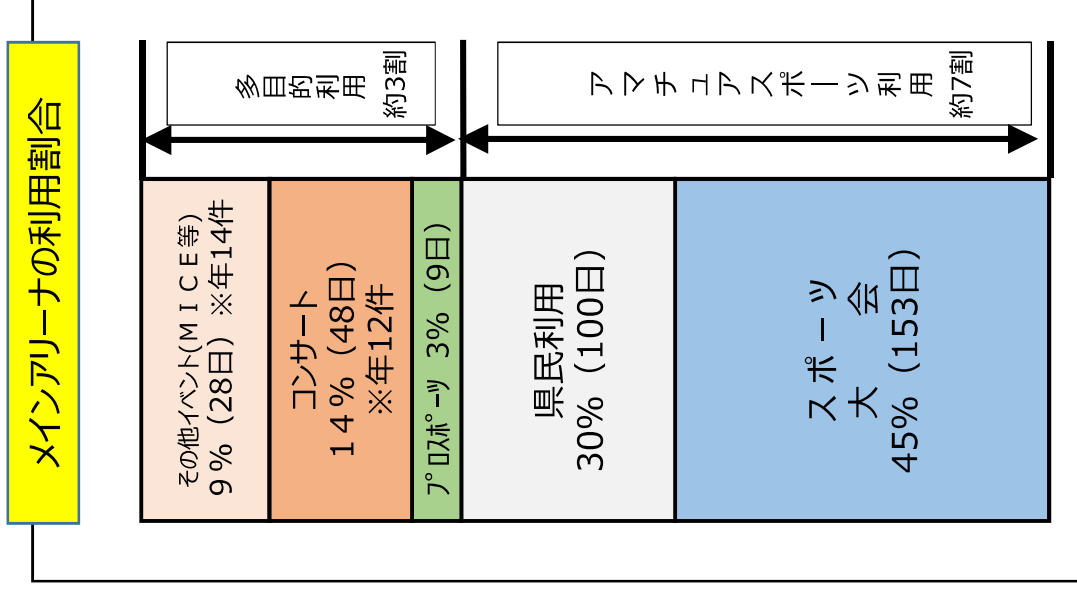 メインアリーナの利用割合
多目的利用
約3割
アマチュアスポーツ利用
約7割
その他イベント(ＭＩＣＥ等)
９％（28日）※年14件
コンサート
１４％（48日）
※年12件
ﾌﾟﾛｽﾎﾟｰﾂ 3%（9日）
県民利用
30%（100日）
スポーツ
大　　会
45%（153日）